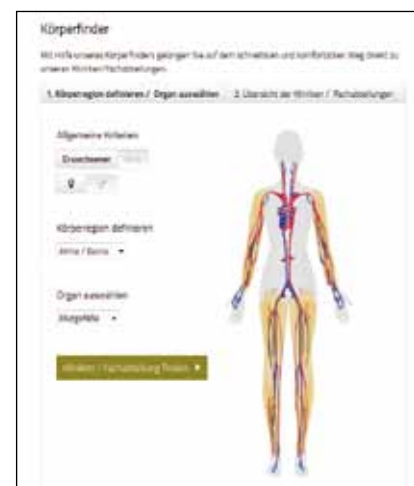 Körperfinder
Mit Hilfe unseres Körperfinders gelangen Sie auf dem schnellsten und komfortabelsten Weg direkt zu
unseren Kliniken/Fachabteilungen.
1. Körperregion definieren / Organ auswählen 2. Übersicht der Kliniken / Fachabteilungen
Allgemeine Kriterien
Erwachsener
Körperregion definieren
Arme / Beine
Organ auswählen
Blutgefäße
Kliniken / Fachabteilung finden